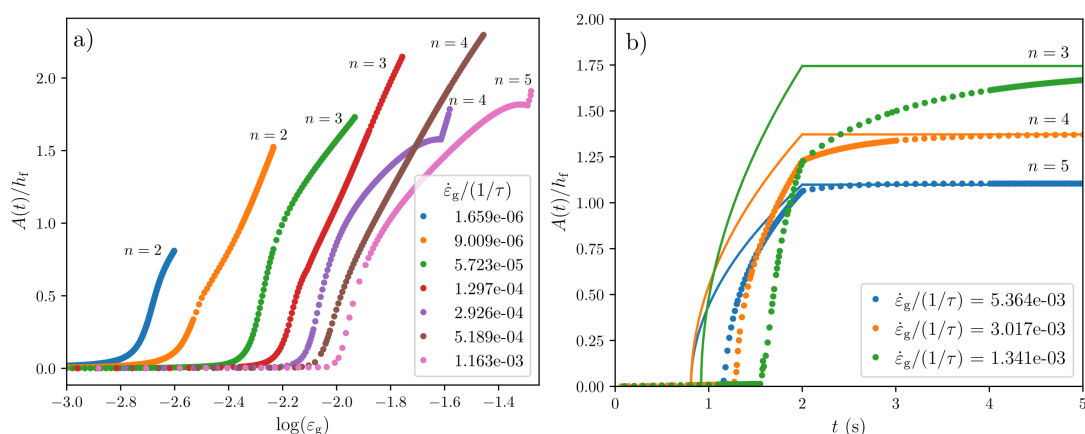 a)
n = 4
n = 3
n = 5
n = 4
n = 2
n = 3
n = 2
A(t)/h_f
2.0
1.5
1.0
0.5
0.0
ε̇_g/(1/τ)
1.659e-06
9.009e-06
5.723e-05
1.297e-04
2.926e-04
5.189e-04
1.163e-03
−3.0 −2.8 −2.6 −2.4 −2.2 −2.0 −1.8 −1.6 −1.4
log(ε_g)
b)
n = 3
n = 4
n = 5
A(t)/h_f
2.00
1.75
1.50
1.25
1.00
0.75
0.50
0.25
0.00
ε̇_g/(1/τ) = 5.364e-03
ε̇_g/(1/τ) = 3.017e-03
ε̇_g/(1/τ) = 1.341e-03
0 1 2 3 4 5
t (s)